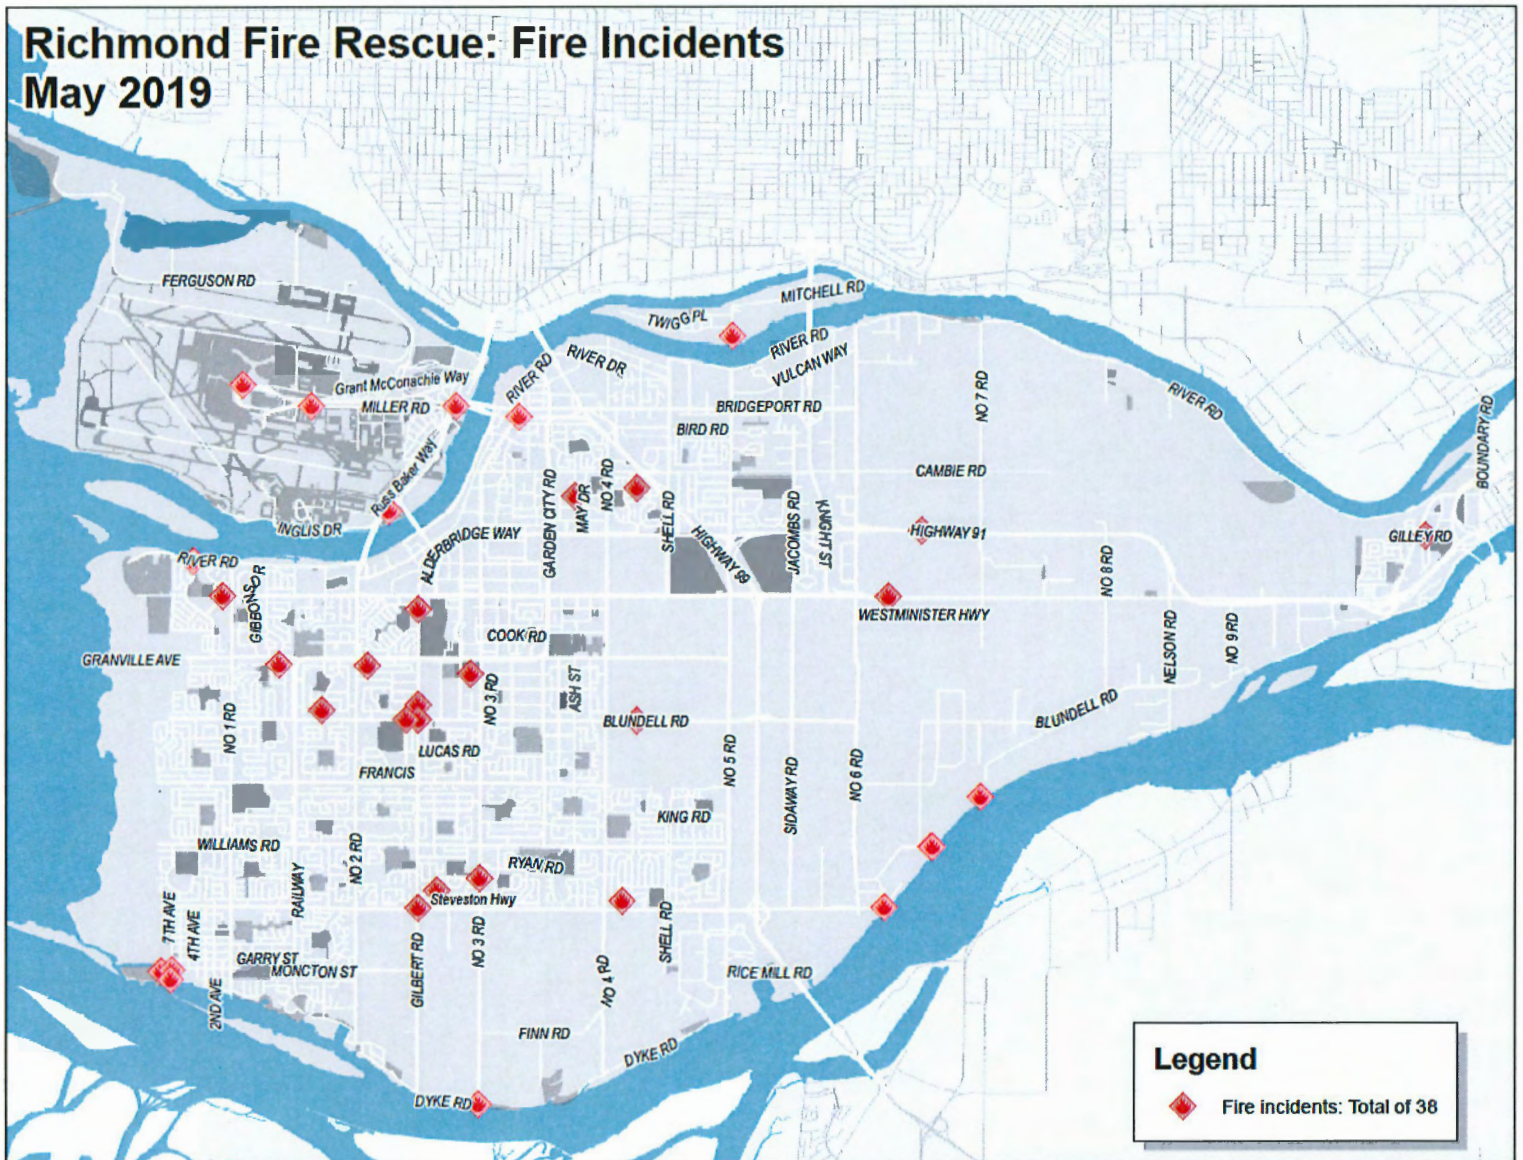 Richmond Fire Rescue: Fire Incidents
May 2019
FERGUSON RD
MITCHELL RD
TWIGG PL
RIVER RD
VULCAN WAY
RIVER DR
RIVER RD
Grant McConachie Way
MILLER RD
BRIDGEPORT RD
BIRD RD
NO 7 RD
RIVER RD
BOUNDARY RD
CAMBIE RD
Russ Baker Way
GARDEN CITY RD
MAY DR
NO 4 RD
SHELL RD
JACOMBS RD
KNIGHT ST
INGLIS DR
ALDERBRIDGE WAY
HIGHWAY 99
HIGHWAY 91
GILLEY RD
RIVER RD
GIBBONS DR
NO 8 RD
WESTMINISTER HWY
COOK RD
NELSON RD
NO 9 RD
GRANVILLE AVE
ASH ST
NO 3 RD
NO 1 RD
BLUNDELL RD
BLUNDELL RD
LUCAS RD
FRANCIS
NO 5 RD
SIDAWAY RD
NO 6 RD
KING RD
WILLIAMS RD
NO 2 RD
RYAN RD
RAILWAY
Steveston Hwy
7TH AVE
4TH AVE
GILBERT RD
NO 3 RD
SHELL RD
GARRY ST
MONCTON ST
NO 4 RD
RICE MILL RD
2ND AVE
FINN RD
DYKE RD
DYKE RD
Legend
Fire incidents: Total of 38